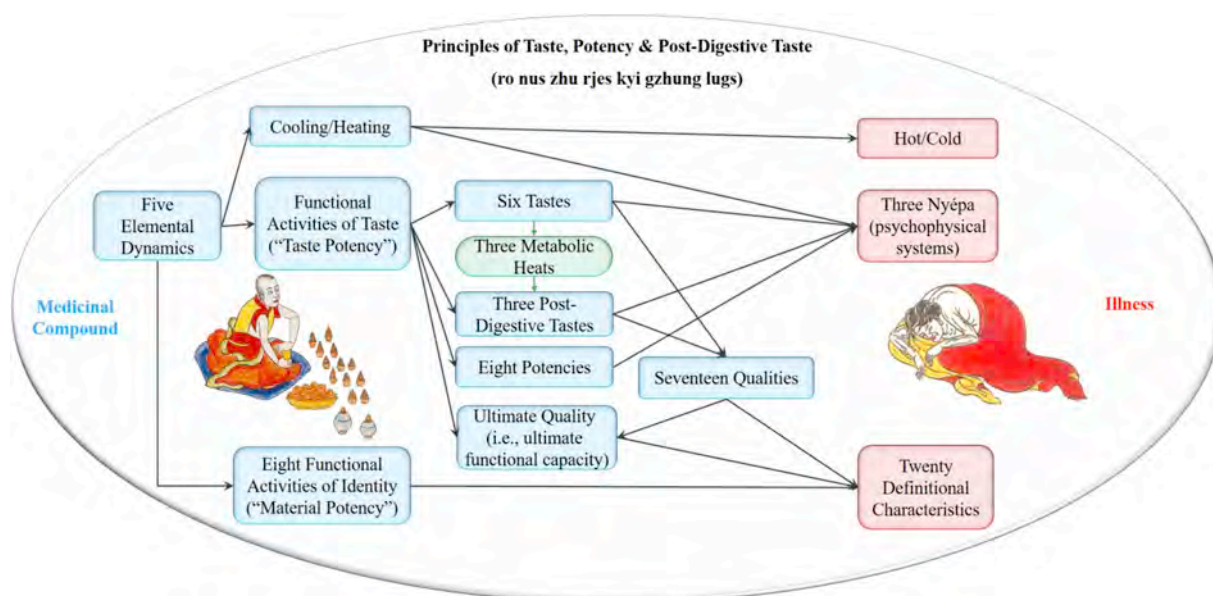 Principles of Taste, Potency & Post-Digestive Taste
(ro nus zhu rjes kyi gzhung lugs)
Cooling/Heating
Hot/Cold
Five
Elemental
Dynamics
Functional
Activities of Taste
(“Taste Potency”)
Six Tastes
Three Metabolic
Heats
Three Post-
Digestive Tastes
Eight Potencies
Ultimate Quality
(i.e., ultimate
functional capacity)
Seventeen Qualities
Three Nyépa
(psychophysical
systems)
Medicinal
Compound
Illness
Eight Functional
Activities of Identity
(“Material Potency”)
Twenty
Definitional
Characteristics